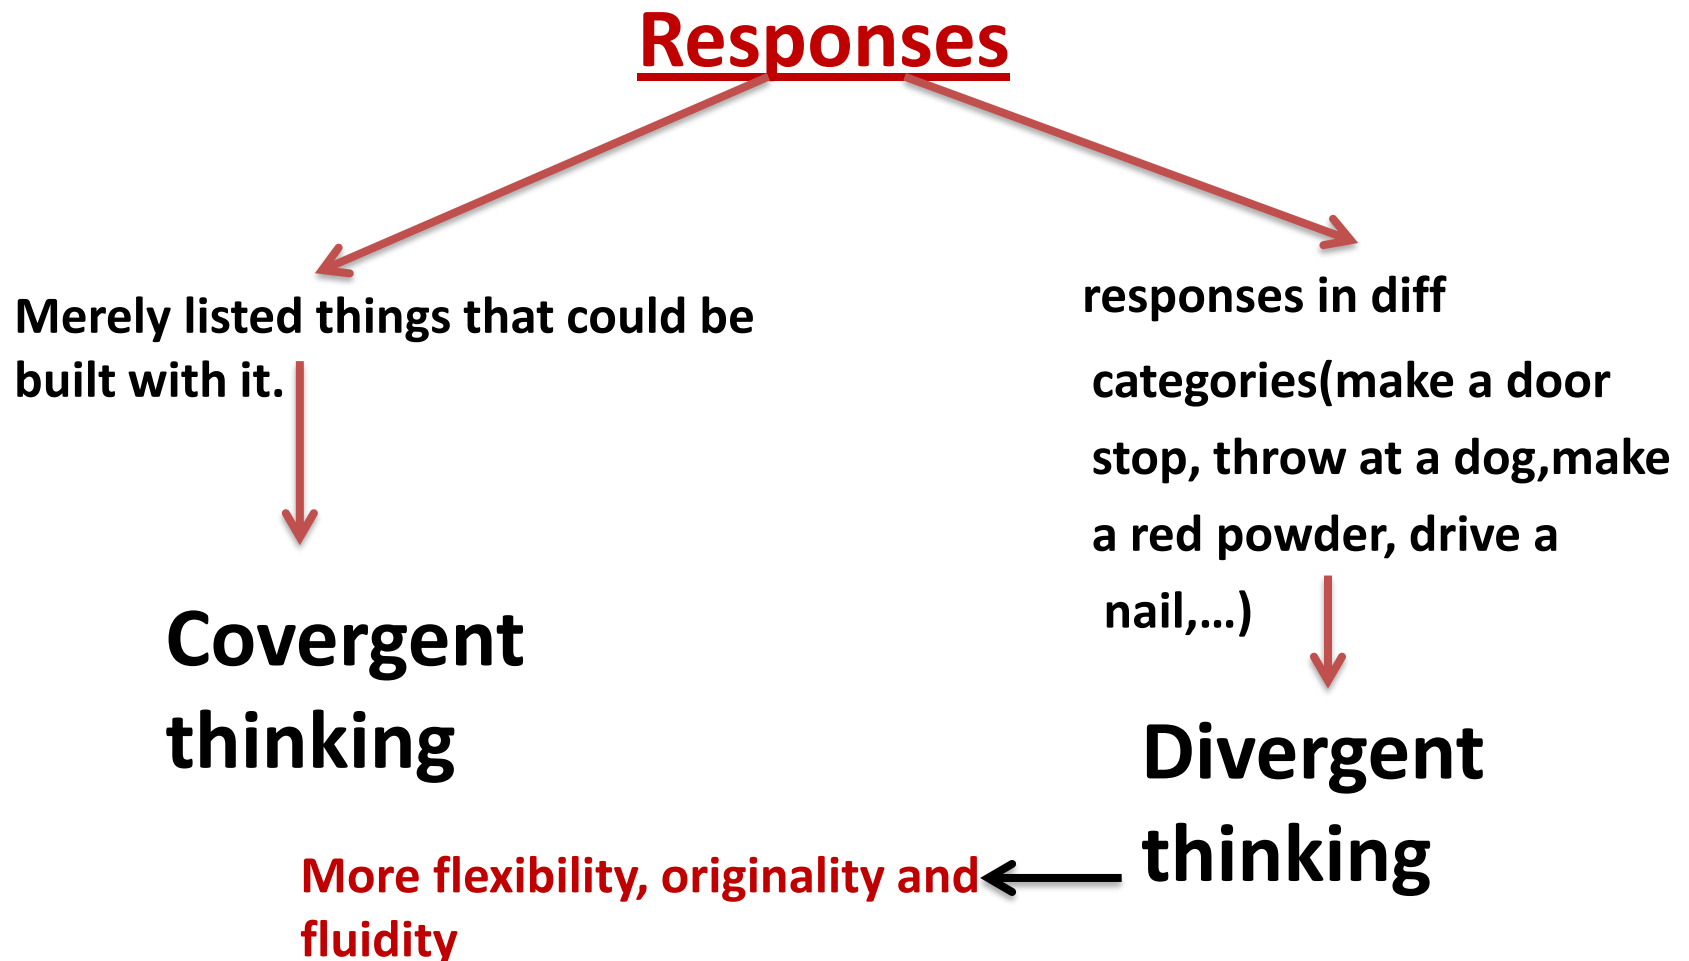 Responses
Merely listed things that could be
built with it.
Covergent
thinking
responses in diff
categories(make a door
stop, throw at a dog,make
a red powder, drive a
nail,...)
Divergent
thinking
More flexibility, originality and
fluidity